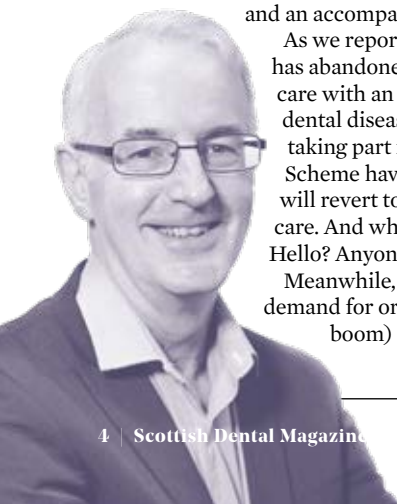 and an accompa
As we repor
has abandone
care with an
dental diseas
taking part
Scheme hav
will revert to
care. And wh
Hello? Anyon
Meanwhile,
demand for or
boom)
4 | Scottish Dental Magazine